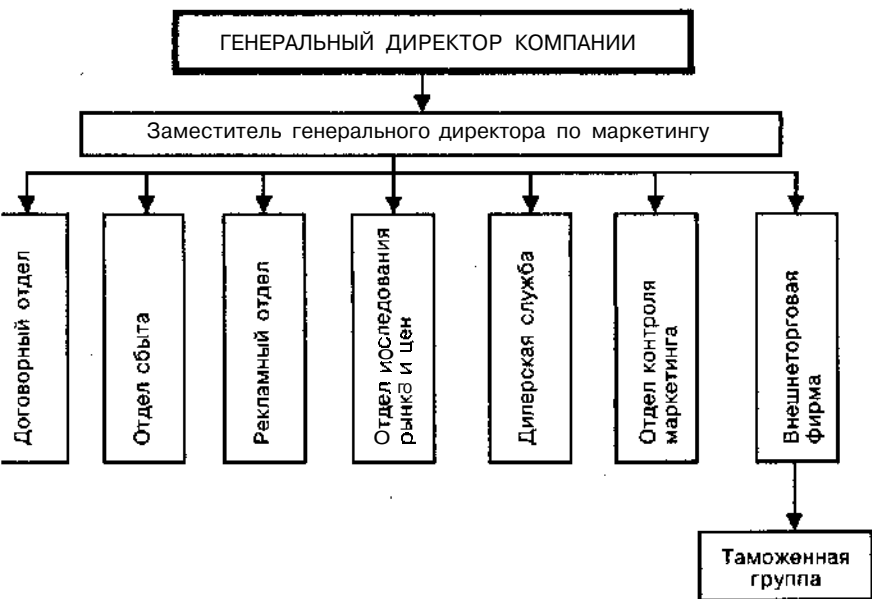 ГЕНЕРАЛЬНЫЙ ДИРЕКТОР КОМПАНИИ
Заместитель генерального директора по маркетингу
Договорный отдел
Отдел сбыта
Рекламный отдел
Отдел исследования
рынка и цен
Дилерская служба
Отдел контроля
маркетинга
Внешнеторговая
фирма
Таможенная
группа